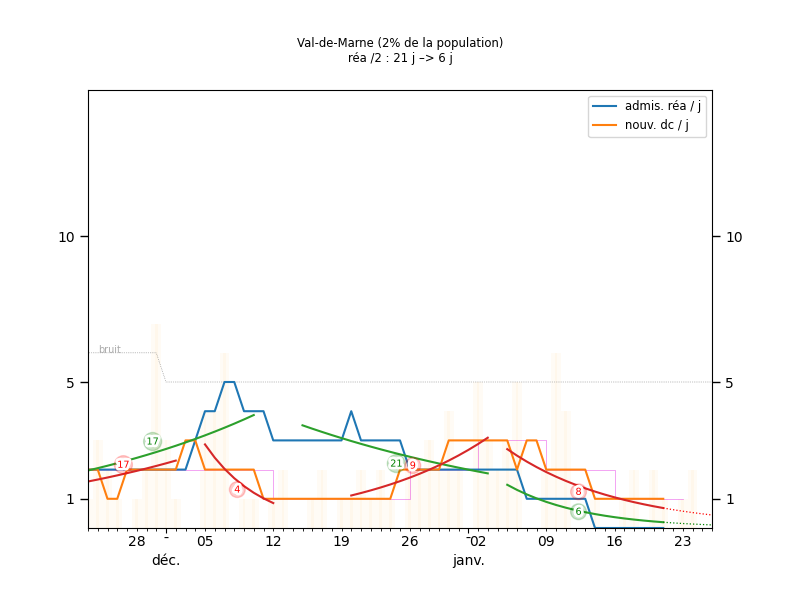 Val-de-Marne (2% de la population)
réa /2 : 21 j –> 6 j
admis. réa / j
nouv. dc / j
10 10
bruit
5 5
17
17
21
9
4
8
6
1 1
28 05 12 19 26 02 09 16 23
déc. janv.